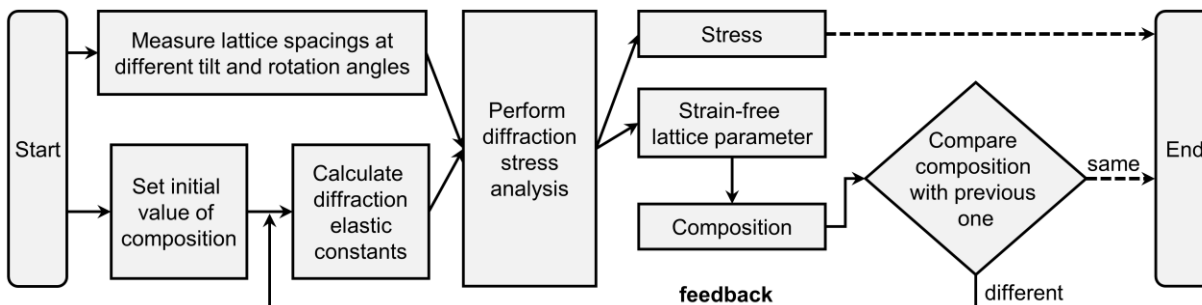 Start
Measure lattice spacings at
different tilt and rotation angles
Set initial
value of
composition
Calculate
diffraction
elastic
constants
Perform
diffraction
stress
analysis
Stress
Strain-free
lattice parameter
Composition
Compare
composition
with previous
one
same
End
different
feedback